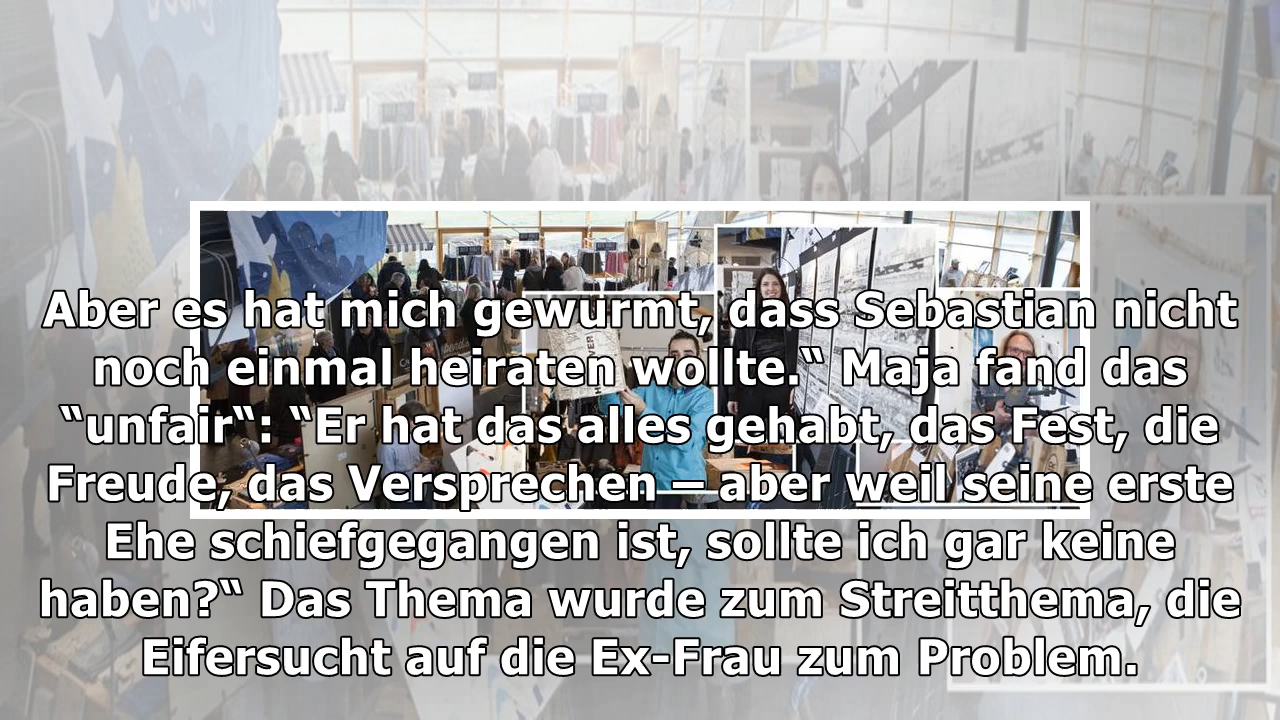 Aber es hat mich gewurmt, dass Sebastian nicht
noch einmal heiraten wollte.“ Maja fand das
“unfair“: “Er hat das alles gehabt, das Fest, die
Freude, das Versprechen – aber weil seine erste
Ehe schiefgegangen ist, sollte ich gar keine
haben?“ Das Thema wurde zum Streitthema, die
Eifersucht auf die Ex-Frau zum Problem.